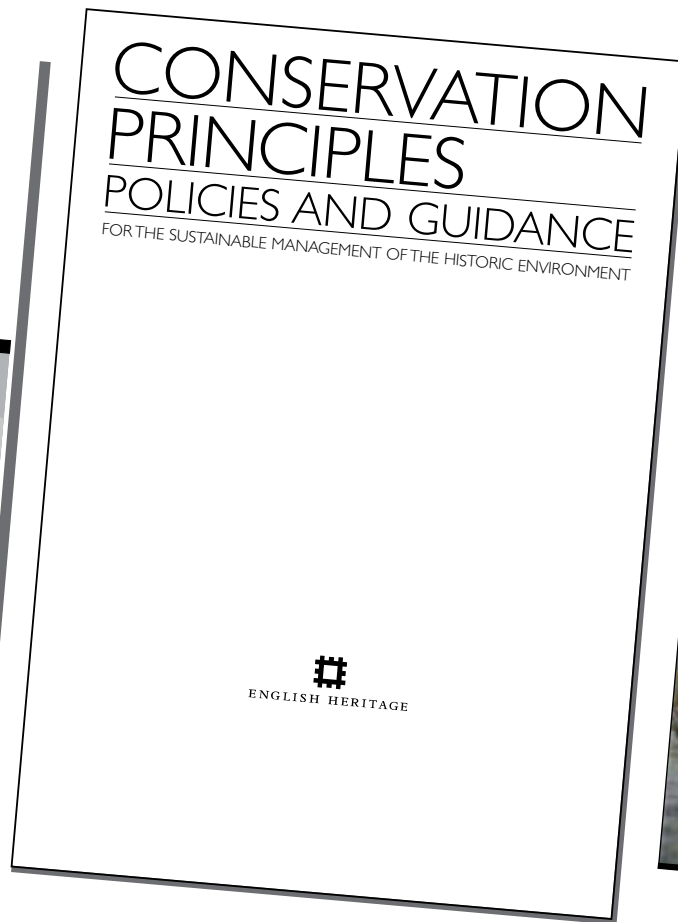 CONSERVATION
PRINCIPLES
POLICIES AND GUIDANCE
FOR THE SUSTAINABLE MANAGEMENT OF THE HISTORIC ENVIRONMENT
ENGLISH HERITAGE